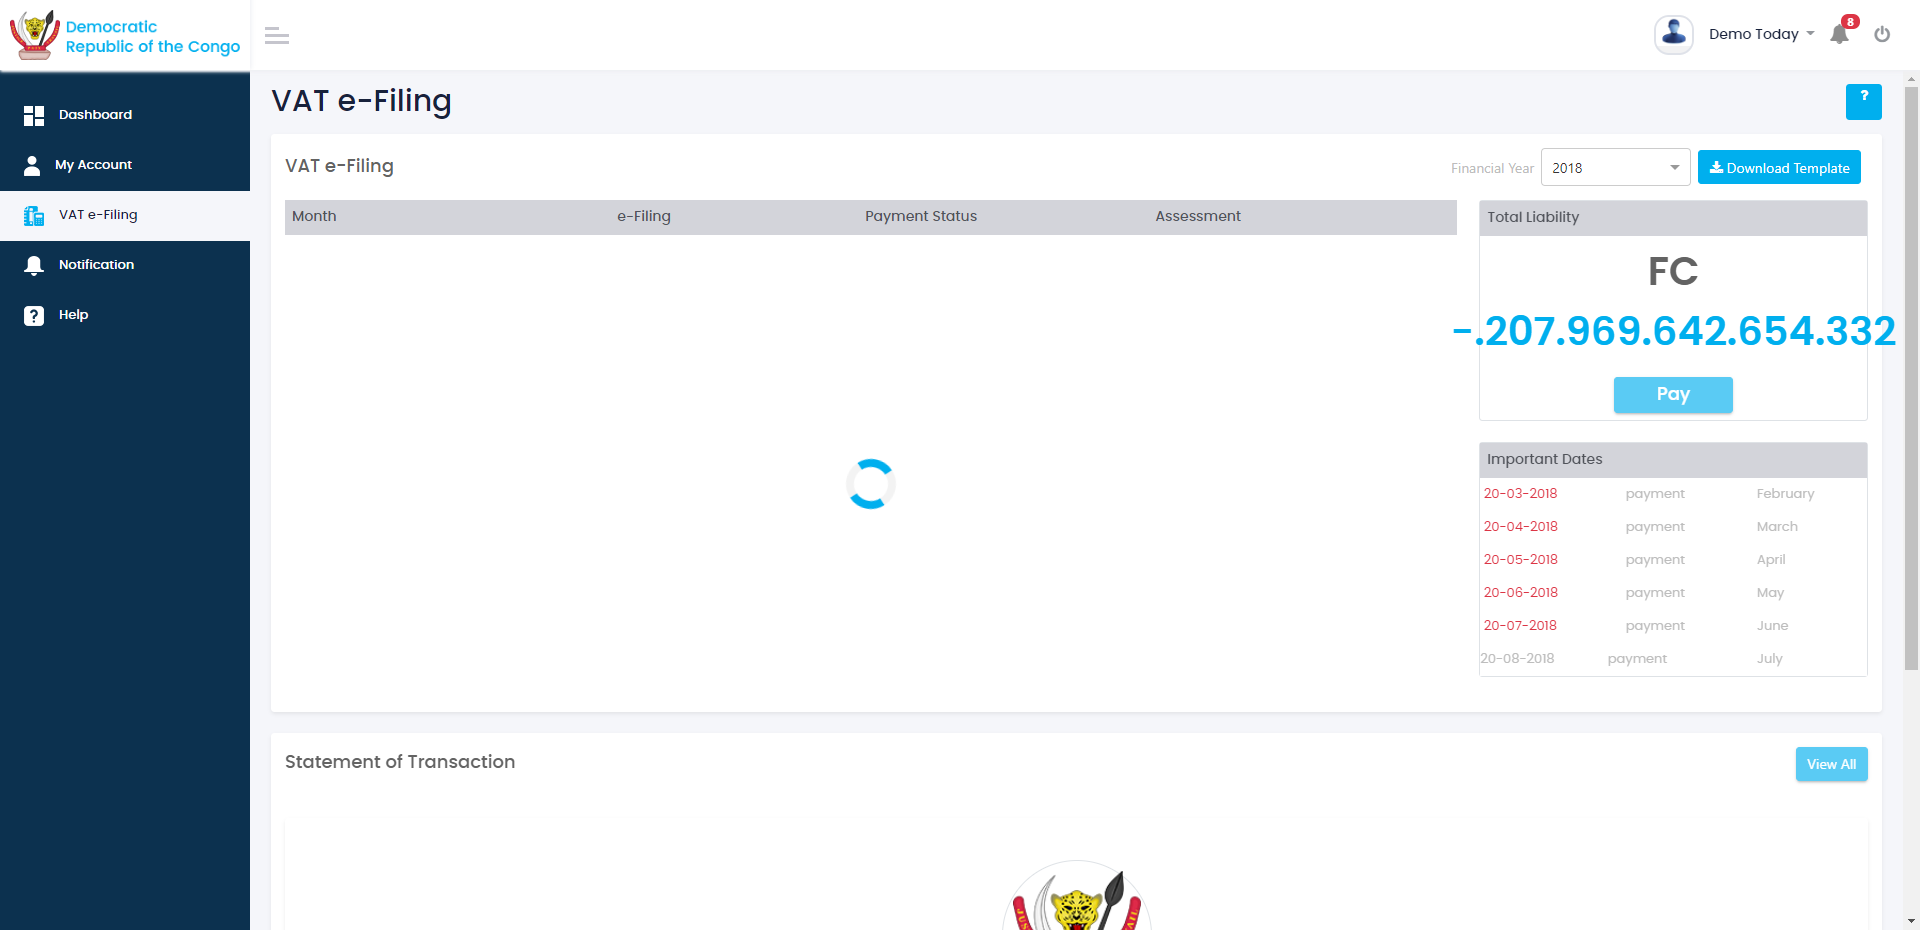 Democratic
Republic of the Congo
Demo Today
8
Dashboard
My Account
VAT e-Filing
Notification
Help
VAT e-Filing
?
VAT e-Filing
Financial Year
2018
Download Template
Month e-Filing Payment Status Assessment
Total Liability
FC
-.207.969.642.654.332
Pay
Important Dates
20-03-2018 payment February
20-04-2018 payment March
20-05-2018 payment April
20-06-2018 payment May
20-07-2018 payment June
20-08-2018 payment July
Statement of Transaction
View All